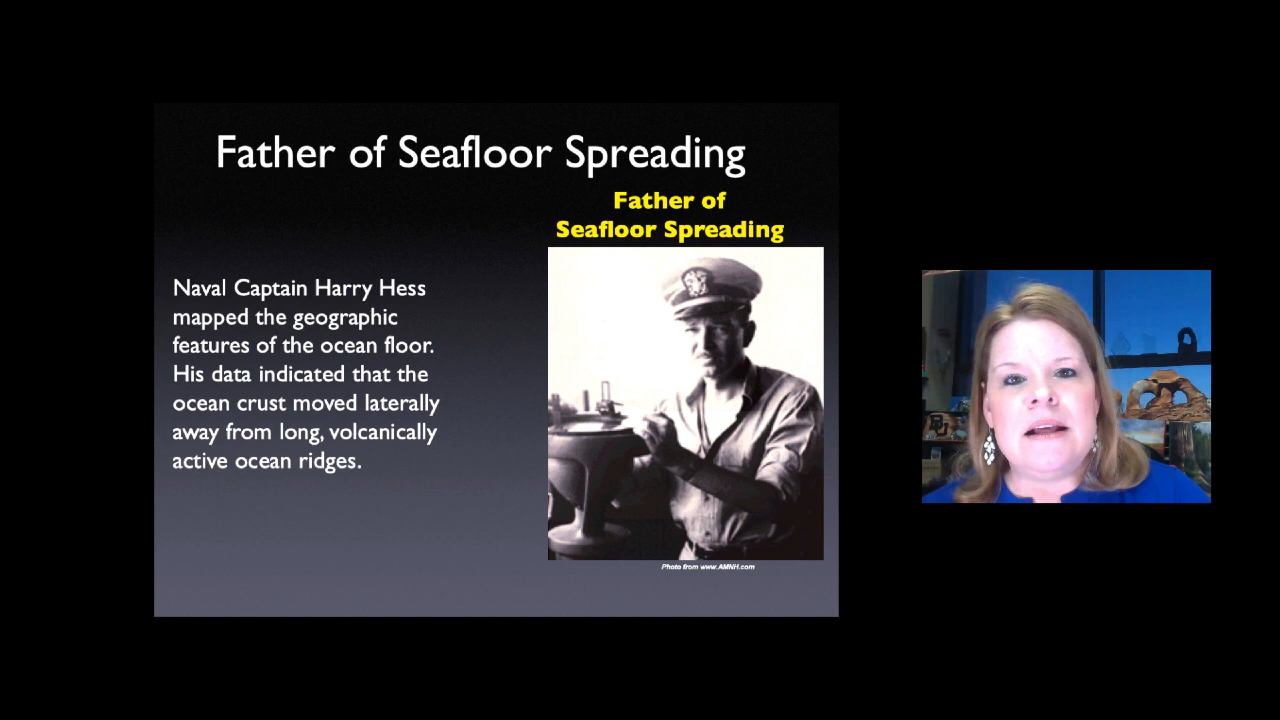 Father of Seafloor Spreading
Father of
Seafloor Spreading
Naval Captain Harry Hess
mapped the geographic
features of the ocean floor.
His data indicated that the
ocean crust moved laterally
away from long, volcanically
active ocean ridges.
Photo from www.AMNH.com